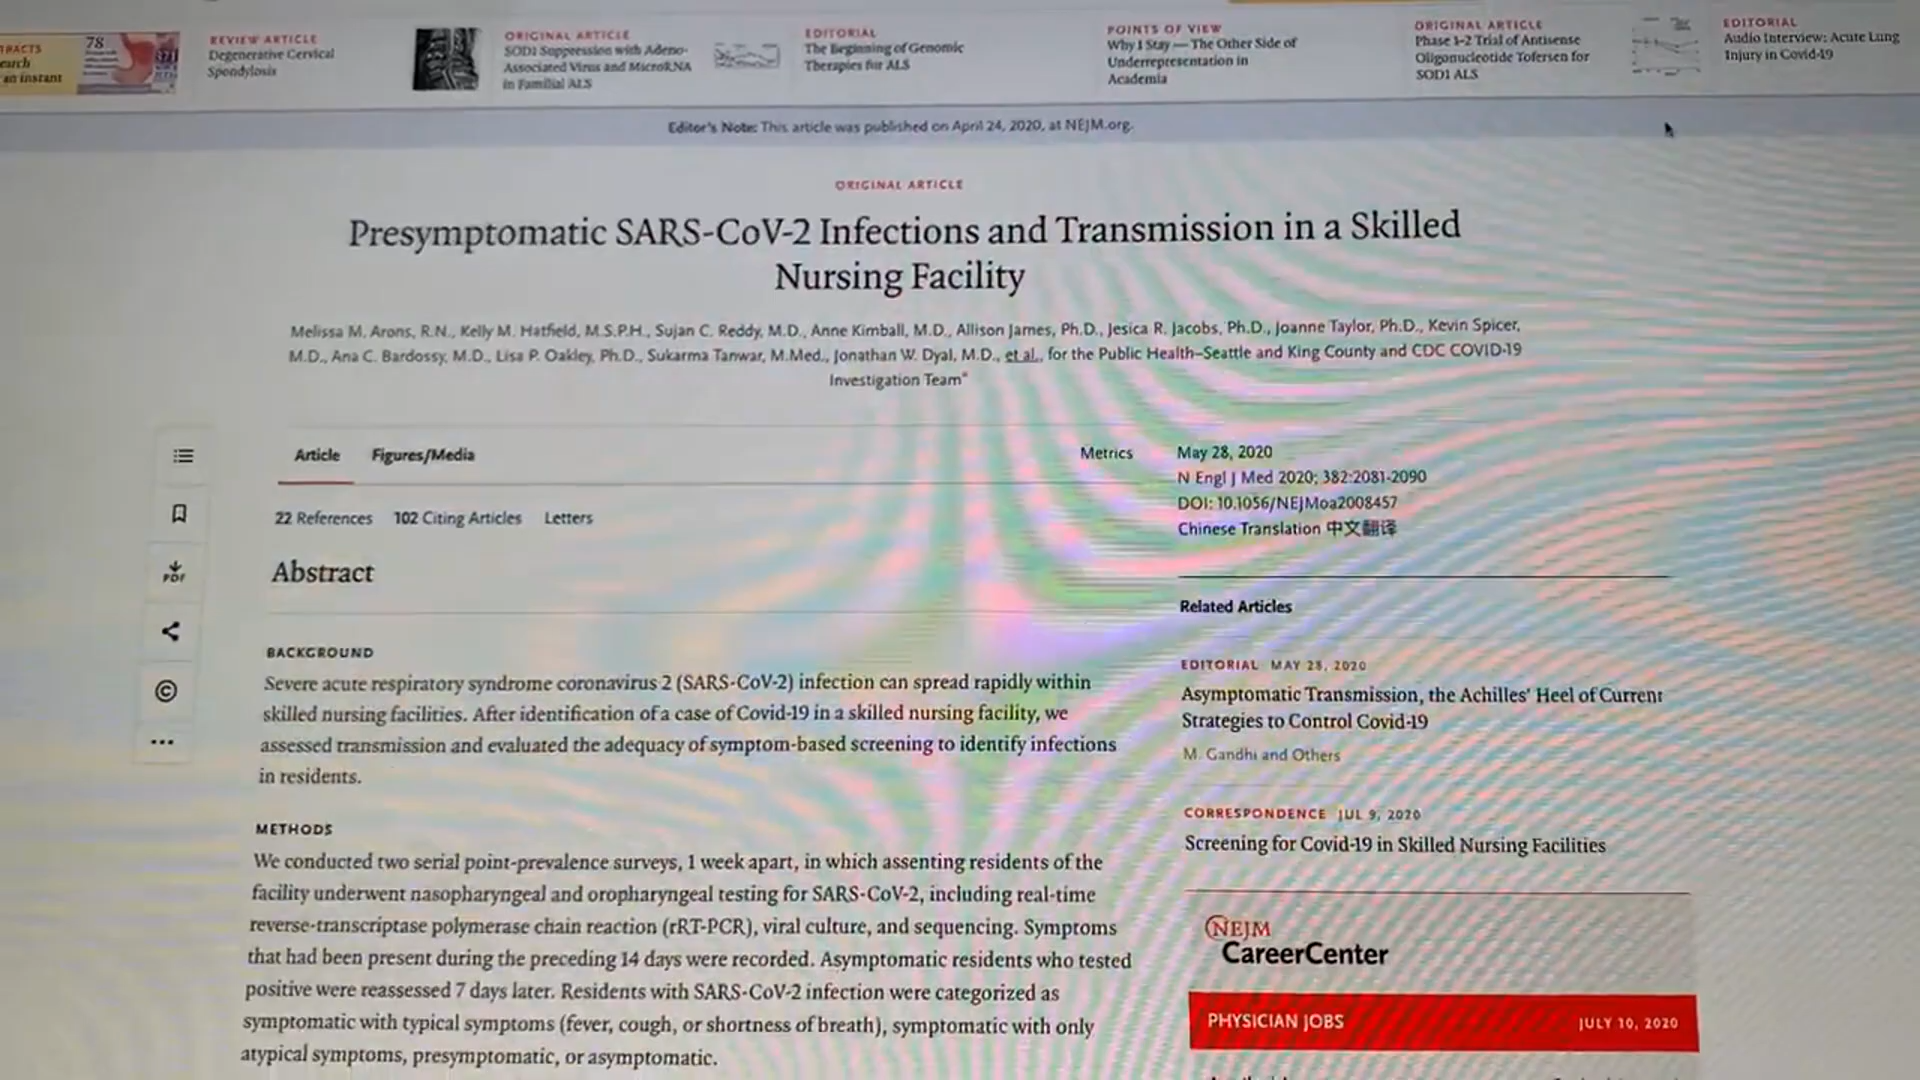 TRACTS
earch
an instant
78
REVIEW ARTICLE
Degenerative Cervical
Spondylosis
ORIGINAL ARTICLE
SOD1 Suppression with Adeno-
Associated Virus and MicroRNA
in Familial ALS
EDITORIAL
The Beginning of Genomic
Therapies for ALS
POINTS OF VIEW
Why I Stay — The Other Side of
Underrepresentation in
Academia
ORIGINAL ARTICLE
Phase 1–2 Trial of Antisense
Oligonucleotide Tofersen for
SOD1 ALS
EDITORIAL
Audio Interview: Acute Lung
Injury in Covid-19
Editor's Note: This article was published on April 24, 2020, at NEJM.org.
ORIGINAL ARTICLE
Presymptomatic SARS-CoV-2 Infections and Transmission in a Skilled
Nursing Facility
Melissa M. Arons, R.N., Kelly M. Hatfield, M.S.P.H., Sujan C. Reddy, M.D., Anne Kimball, M.D., Allison James, Ph.D., Jesica R. Jacobs, Ph.D., Joanne Taylor, Ph.D., Kevin Spicer,
M.D., Ana C. Bardossy, M.D., Lisa P. Oakley, Ph.D., Sukarma Tanwar, M.Med., Jonathan W. Dyal, M.D., et al., for the Public Health–Seattle and King County and CDC COVID-19
Investigation Team*
Article Figures/Media
Metrics
22 References 102 Citing Articles Letters
PDF
Abstract
BACKGROUND
Severe acute respiratory syndrome coronavirus 2 (SARS-CoV-2) infection can spread rapidly within
skilled nursing facilities. After identification of a case of Covid-19 in a skilled nursing facility, we
assessed transmission and evaluated the adequacy of symptom-based screening to identify infections
in residents.
METHODS
We conducted two serial point-prevalence surveys, 1 week apart, in which assenting residents of the
facility underwent nasopharyngeal and oropharyngeal testing for SARS-CoV-2, including real-time
reverse-transcriptase polymerase chain reaction (rRT-PCR), viral culture, and sequencing. Symptoms
that had been present during the preceding 14 days were recorded. Asymptomatic residents who tested
positive were reassessed 7 days later. Residents with SARS-CoV-2 infection were categorized as
symptomatic with typical symptoms (fever, cough, or shortness of breath), symptomatic with only
atypical symptoms, presymptomatic, or asymptomatic.
May 28, 2020
N Engl J Med 2020; 382:2081-2090
DOI: 10.1056/NEJMoa2008457
Chinese Translation 中文翻译
Related Articles
EDITORIAL MAY 28, 2020
Asymptomatic Transmission, the Achilles' Heel of Current
Strategies to Control Covid-19
M. Gandhi and Others
CORRESPONDENCE JUL 9, 2020
Screening for Covid-19 in Skilled Nursing Facilities
NEJM
CareerCenter
PHYSICIAN JOBS JULY 10, 2020